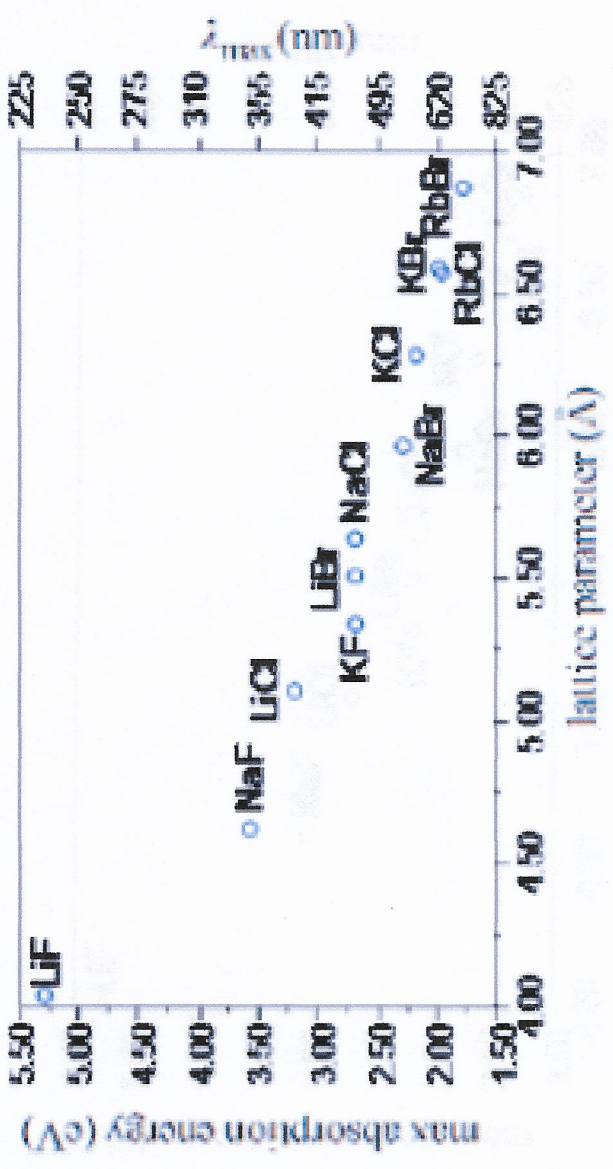 λmax (nm)
225 250 275 310 355 415 495 620 825
LiF
NaF
LiCl
KF
LiBr
NaCl
NaBr
KCl
KBr
RbCl
RbBr
5.50 5.00 4.50 4.00 3.50 3.00 2.50 2.00 1.50
max absorption energy (eV)
4.00 4.50 5.00 5.50 6.00 6.50 7.00
lattice parameter (Å)